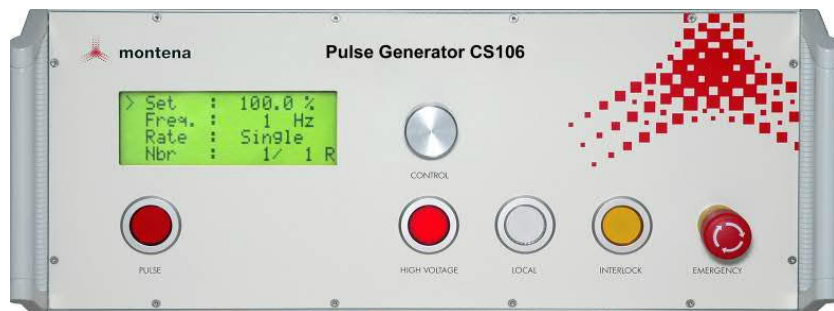 montena
Pulse Generator CS106
> Set : 100.0 %
Freq. : 1 Hz
Rate : Single
Nbr : 1/ 1 R
CONTROL
PULSE
HIGH VOLTAGE
LOCAL
INTERLOCK
EMERGENCY